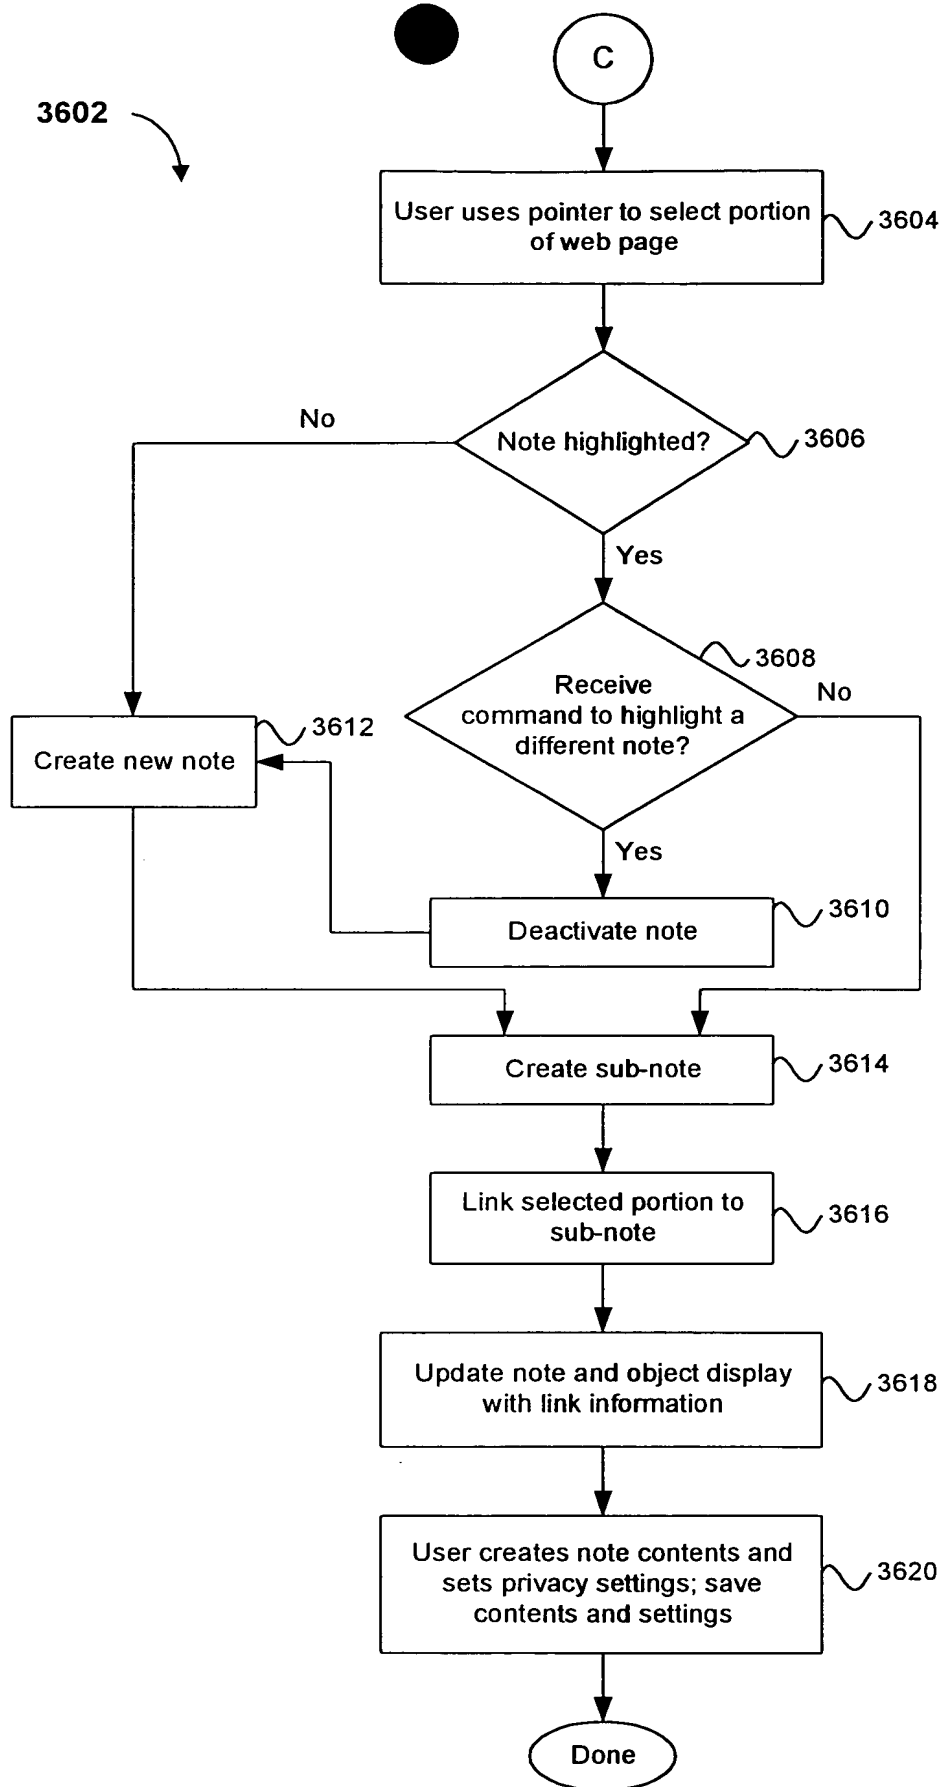 C
3602
User uses pointer to select portion
of web page
3604
No
Note highlighted?
3606
Yes
3608
Receive
command to highlight a
different note?
No
3612
Create new note
Yes
Deactivate note
3610
Create sub-note
3614
Link selected portion to
sub-note
3616
Update note and object display
with link information
3618
User creates note contents and
sets privacy settings; save
contents and settings
3620
Done